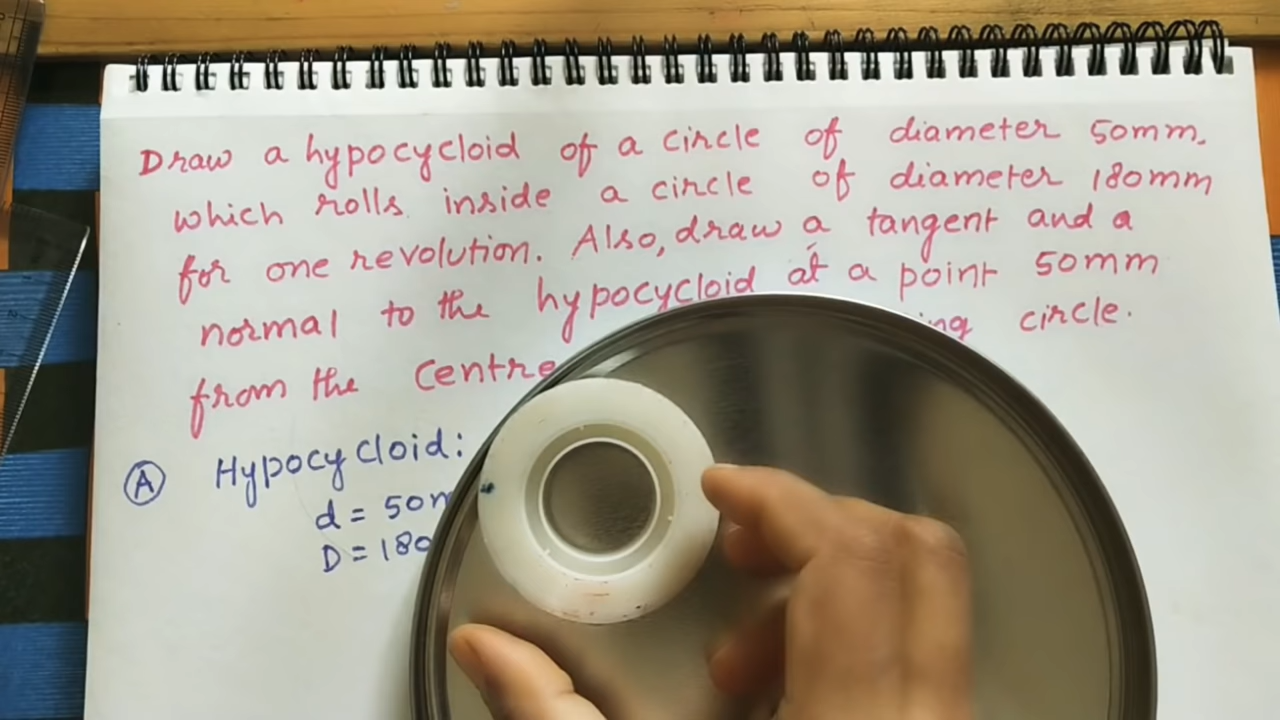 Draw a hypocycloid of a circle of diameter 50mm.
which rolls inside a circle of diameter 180mm
for one revolution. Also, draw a tangent and a
normal to the hypocycloid at a point 50mm
from the centre circle.
A Hypocycloid:
d = 50m
D = 180